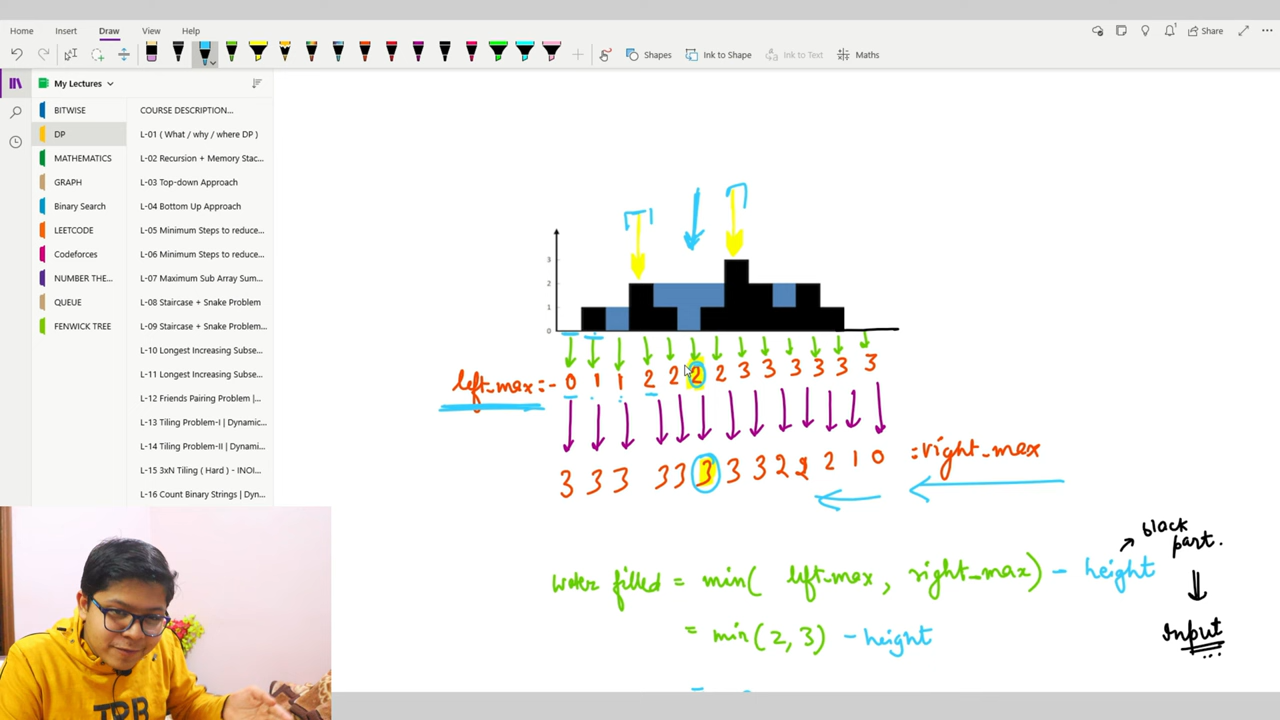 Home Insert Draw View Help
1 Share
Shapes Ink to Shape Ink to Text Maths
My Lectures
BITWISE COURSE DESCRIPTION...
DP L-01 ( What / why / where DP )
MATHEMATICS L-02 Recursion + Memory Stac...
GRAPH L-03 Top-down Approach
Binary Search L-04 Bottom Up Approach
LEETCODE L-05 Minimum Steps to reduce...
Codeforces L-06 Minimum Steps to reduce...
NUMBER THE... L-07 Maximum Sub Array Sum...
QUEUE L-08 Staircase + Snake Problem
FENWICK TREE L-09 Staircase + Snake Problem
L-10 Longest Increasing Subse...
L-11 Longest Increasing Subse...
L-12 Friends Pairing Problem |...
L-13 Tiling Problem-I | Dynamic...
L-14 Tiling Problem-II | Dynami...
L-15 3xN Tiling ( Hard ) - INOI...
L-16 Count Binary Strings | Dyn...
3
2
1
0
left_max :- 0 1 1 2 2 2 2 3 3 3 3 3 3
3 3 3 3 3 3 3 3 2 2 2 1 0 := right_max
black part.
water filled = min( left_max , right_max) - height
Input
= min(2, 3) - height